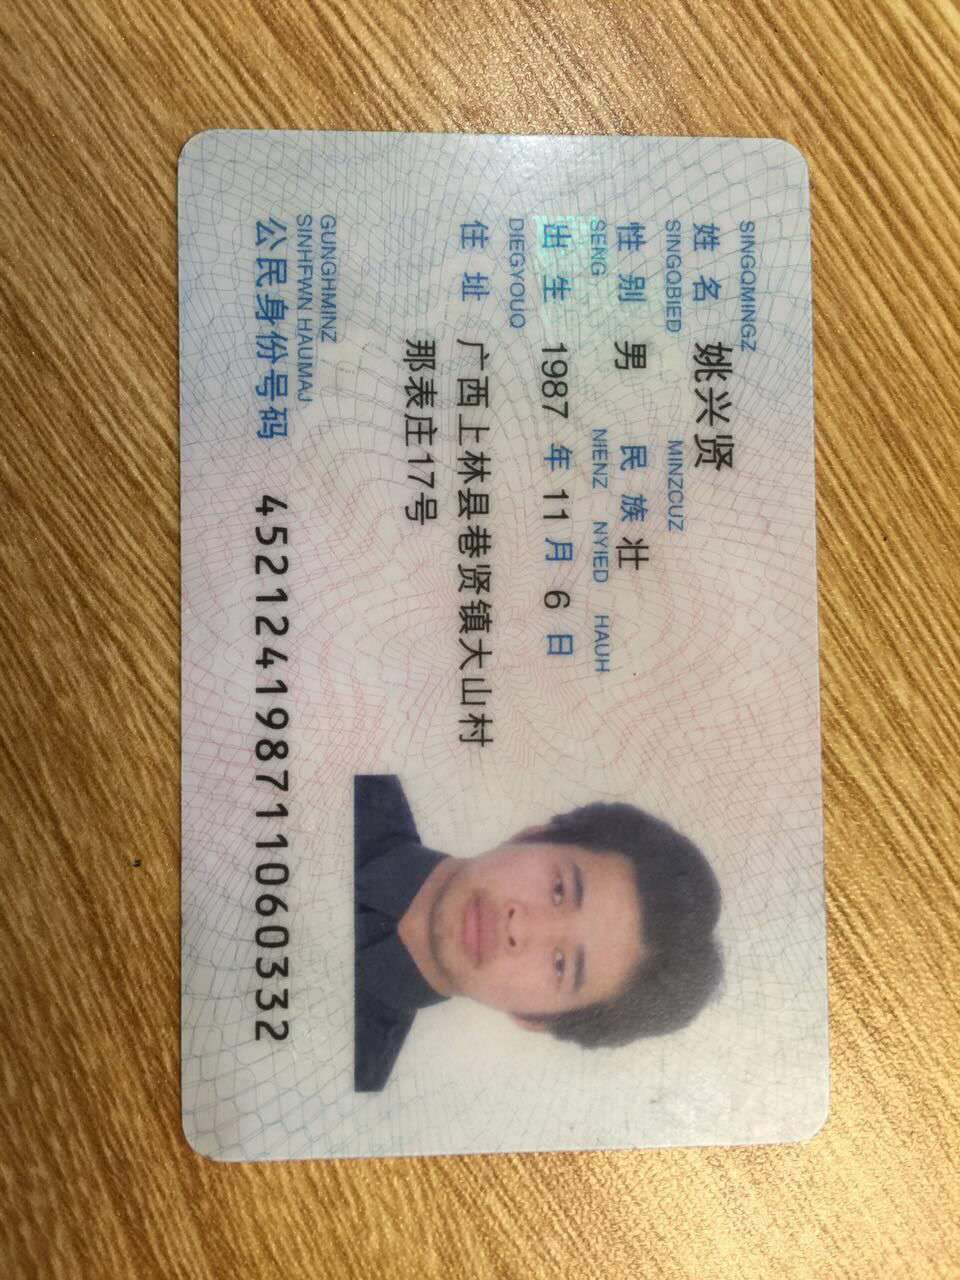 SINGQMINGZ
姓名 姚兴贤
SINGQBIED MINZCUZ
性别 男 民族 壮
SENG NIENZ NYIED HAUH
出生 1987 年 11 月 6 日
DIEGYOUQ
住址 广西上林县巷贤镇大山村
那表庄17号
GUNGHMINZ
SINHFWN HAUMAJ
公民身份号码 452124198711060332